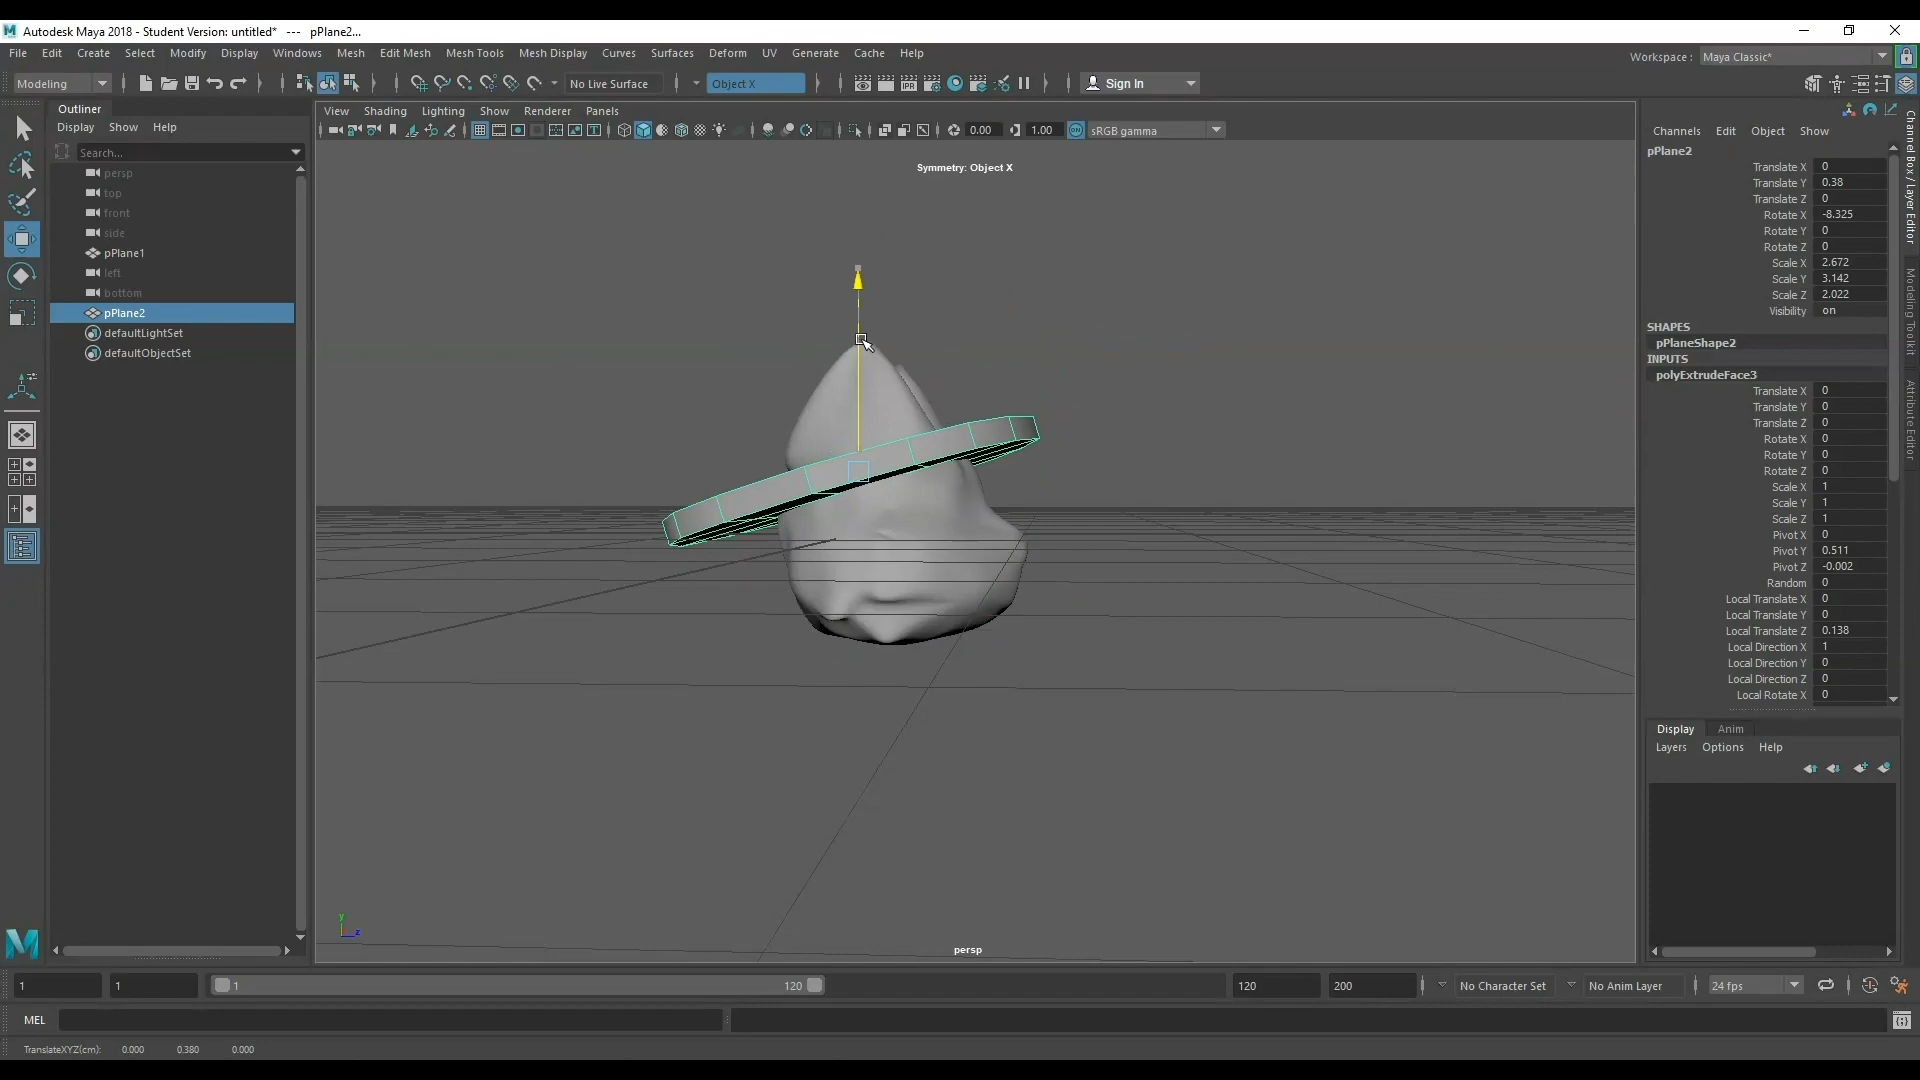 Autodesk Maya 2018 - Student Version: untitled* --- pPlane2...
File Edit Create Select Modify Display Windows Mesh Edit Mesh Mesh Tools Mesh Display Curves Surfaces Deform UV Generate Cache Help
Workspace : Maya Classic*
Modeling
No Live Surface
Object X
Sign In
Outliner
Display Show Help
Search...
persp
top
front
side
pPlane1
left
bottom
pPlane2
defaultLightSet
defaultObjectSet
View Shading Lighting Show Renderer Panels
0.00
1.00
sRGB gamma
Symmetry: Object X
y
z
persp
Channels Edit Object Show
pPlane2
Translate X 0
Translate Y 0.38
Translate Z 0
Rotate X -8.325
Rotate Y 0
Rotate Z 0
Scale X 2.672
Scale Y 3.142
Scale Z 2.022
Visibility on
SHAPES
pPlaneShape2
INPUTS
polyExtrudeFace3
Translate X 0
Translate Y 0
Translate Z 0
Rotate X 0
Rotate Y 0
Rotate Z 0
Scale X 1
Scale Y 1
Scale Z 1
Pivot X 0
Pivot Y 0.511
Pivot Z -0.002
Random 0
Local Translate X 0
Local Translate Y 0
Local Translate Z 0.138
Local Direction X 1
Local Direction Y 0
Local Direction Z 0
Local Rotate X 0
Channel Box / Layer Editor
Modeling Toolkit
Attribute Editor
Display Anim
Layers Options Help
1
1
1
120
120
200
No Character Set
No Anim Layer
24 fps
MEL
TranslateXYZ(cm): 0.000 0.380 0.000